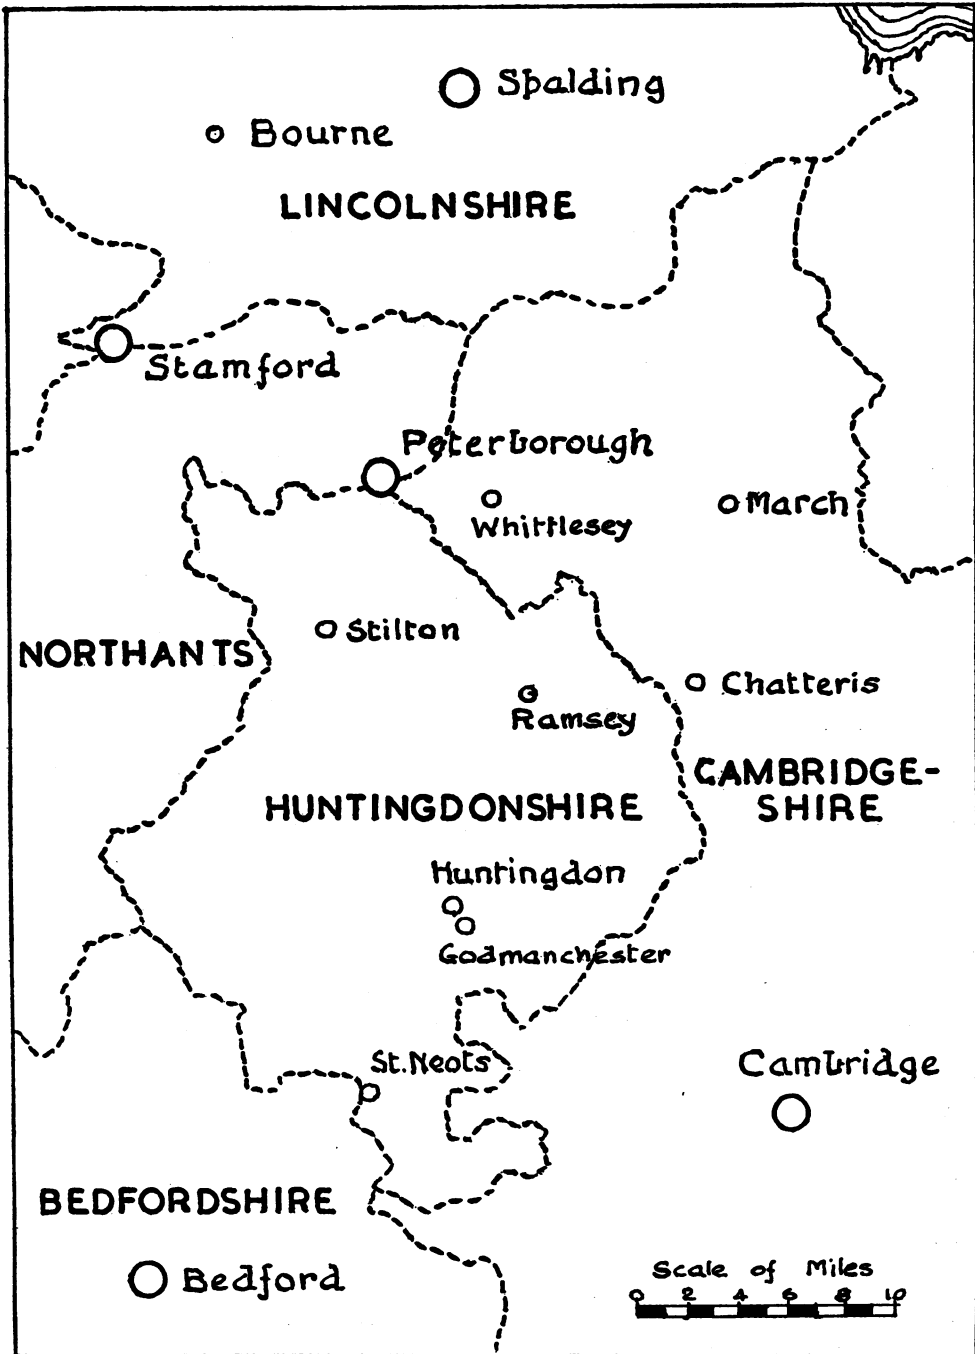 Spalding
Bourne
LINCOLNSHIRE
Stamford
Peterborough
Whittlesey
March
Stilton
NORTHANTS
Chatteris
Ramsey
CAMBRIDGE-
SHIRE
HUNTINGDONSHIRE
Huntingdon
Godmanchester
St. Neots
Cambridge
BEDFORDSHIRE
Bedford
Scale of Miles
0 2 4 6 8 10